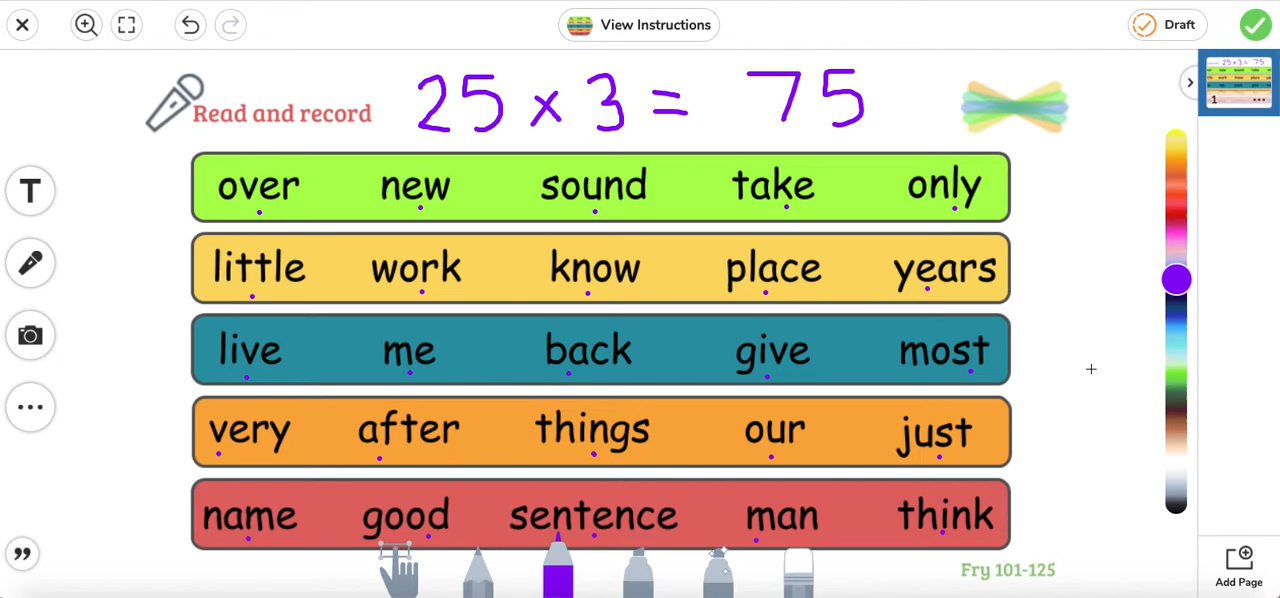 View Instructions
Draft
Read and record 25 x 3 = 75
over new sound take only
T
little work know place years
live me back give most
very after things our just
name good sentence man think
Fry 101-125
Add Page